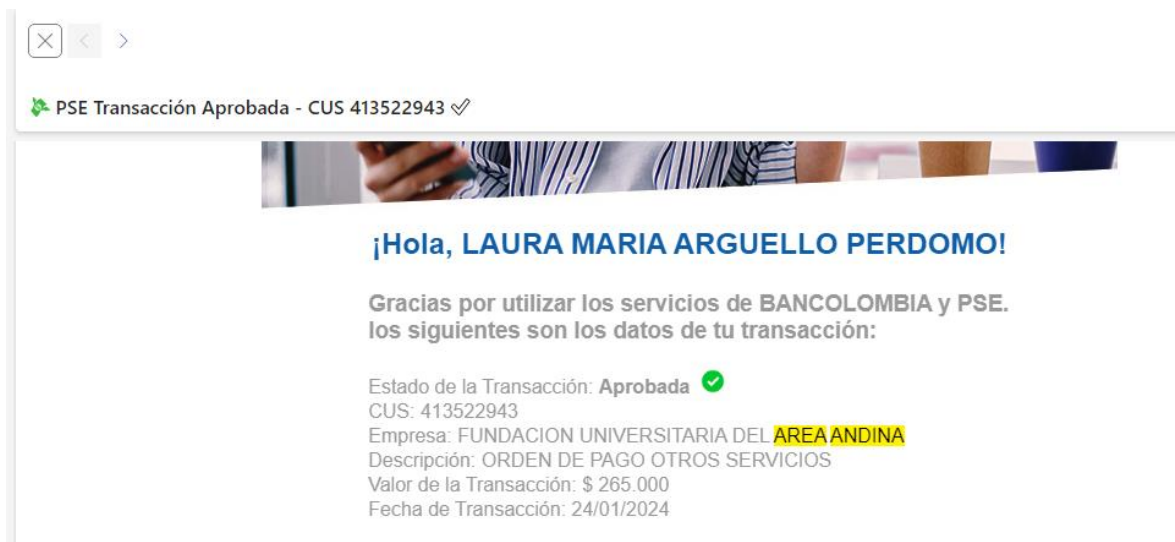 PSE Transacción Aprobada - CUS 413522943
¡Hola, LAURA MARIA ARGUELLO PERDOMO!
Gracias por utilizar los servicios de BANCOLOMBIA y PSE.
los siguientes son los datos de tu transacción:
Estado de la Transacción: Aprobada
CUS: 413522943
Empresa: FUNDACION UNIVERSITARIA DEL AREA ANDINA
Descripción: ORDEN DE PAGO OTROS SERVICIOS
Valor de la Transacción: $ 265.000
Fecha de Transacción: 24/01/2024